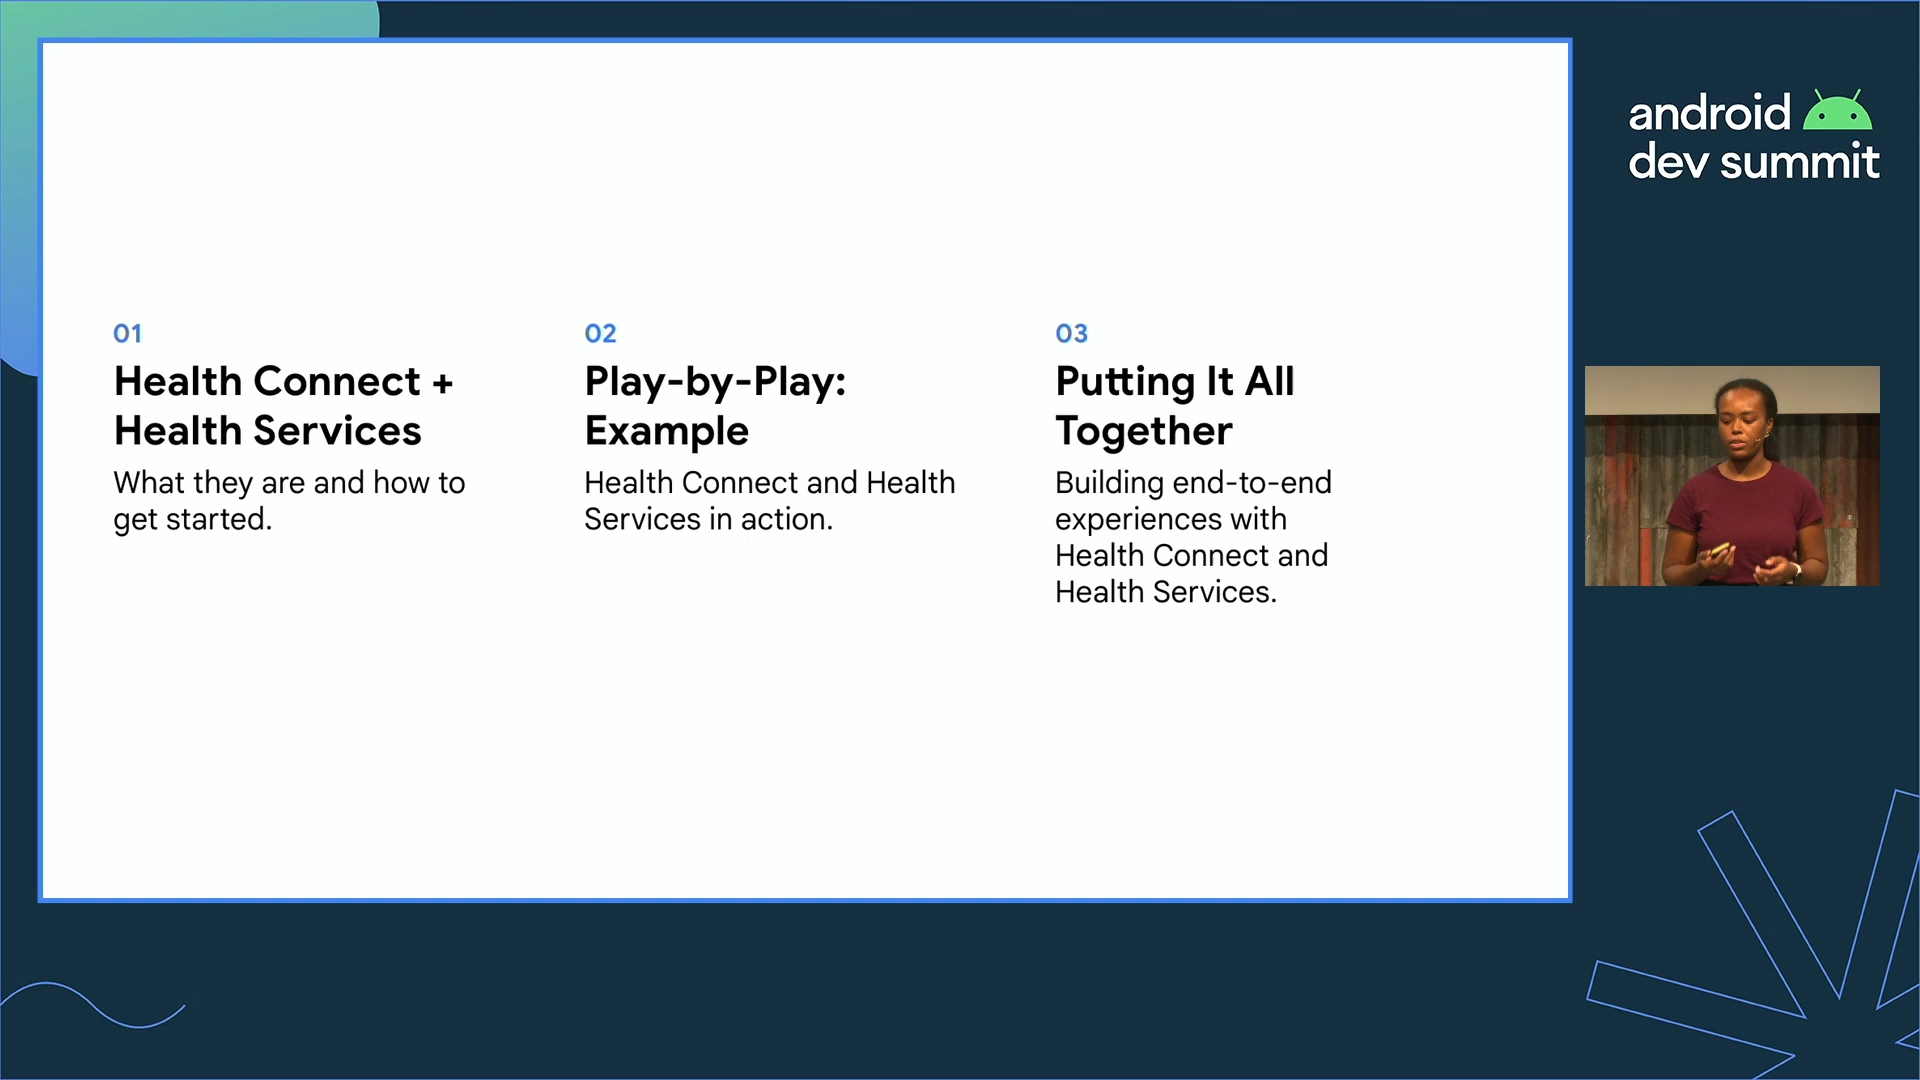 android
dev summit
01
Health Connect +
Health Services
What they are and how to
get started.
02
Play-by-Play:
Example
Health Connect and Health
Services in action.
03
Putting It All
Together
Building end-to-end
experiences with
Health Connect and
Health Services.